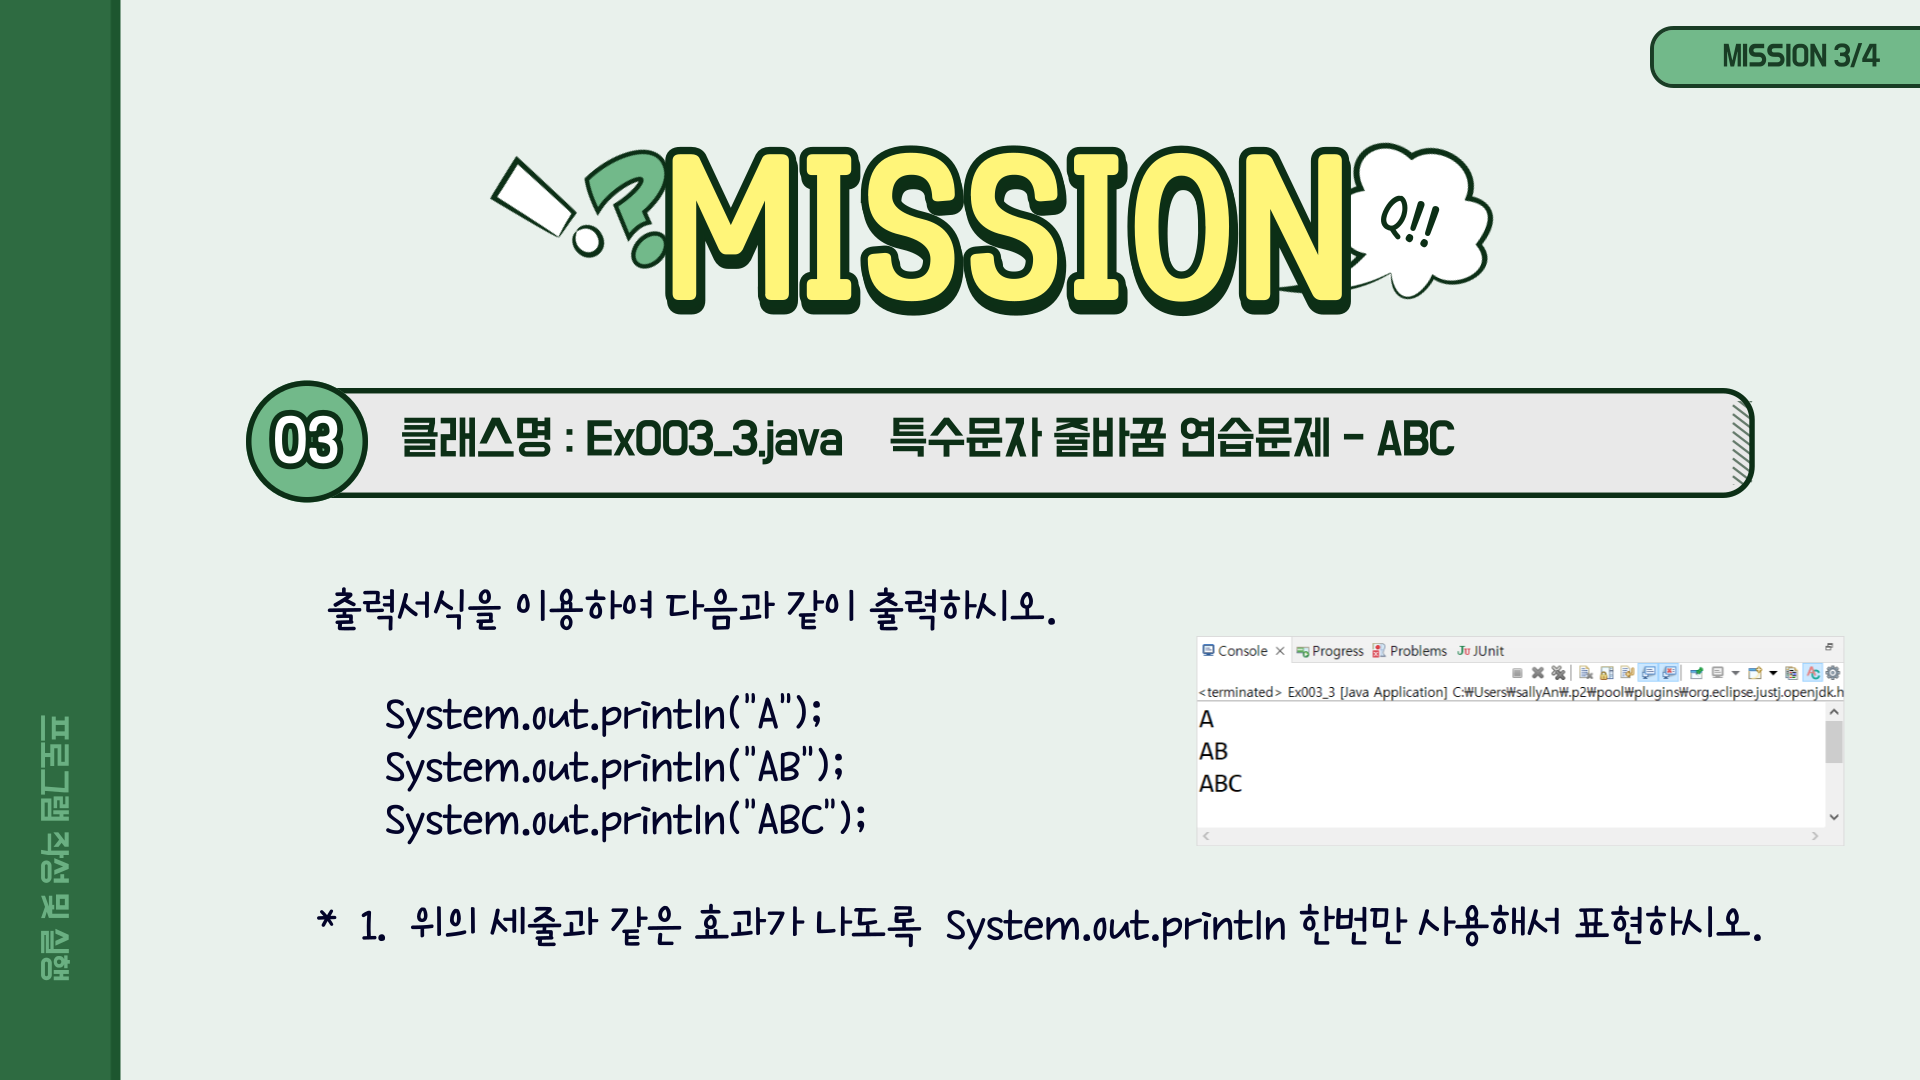 MISSION 3/4
MISSION
Q!!
03 클래스명 : Ex003_3.java 특수문자 줄바꿈 연습문제 - ABC
출력서식을 이용하여 다음과 같이 출력하시오.
System.out.println("A");
System.out.println("AB");
System.out.println("ABC");
Console Progress Problems JUnit
<terminated> Ex003_3 [Java Application] C:₩Users₩sallyAn₩.p2₩pool₩plugins₩org.eclipse.justj.openjdk.h
A
AB
ABC
* 1. 위의 세줄과 같은 효과가 나도록 System.out.println 한번만 사용해서 표현하시오.
프로그램 작성 및 실행